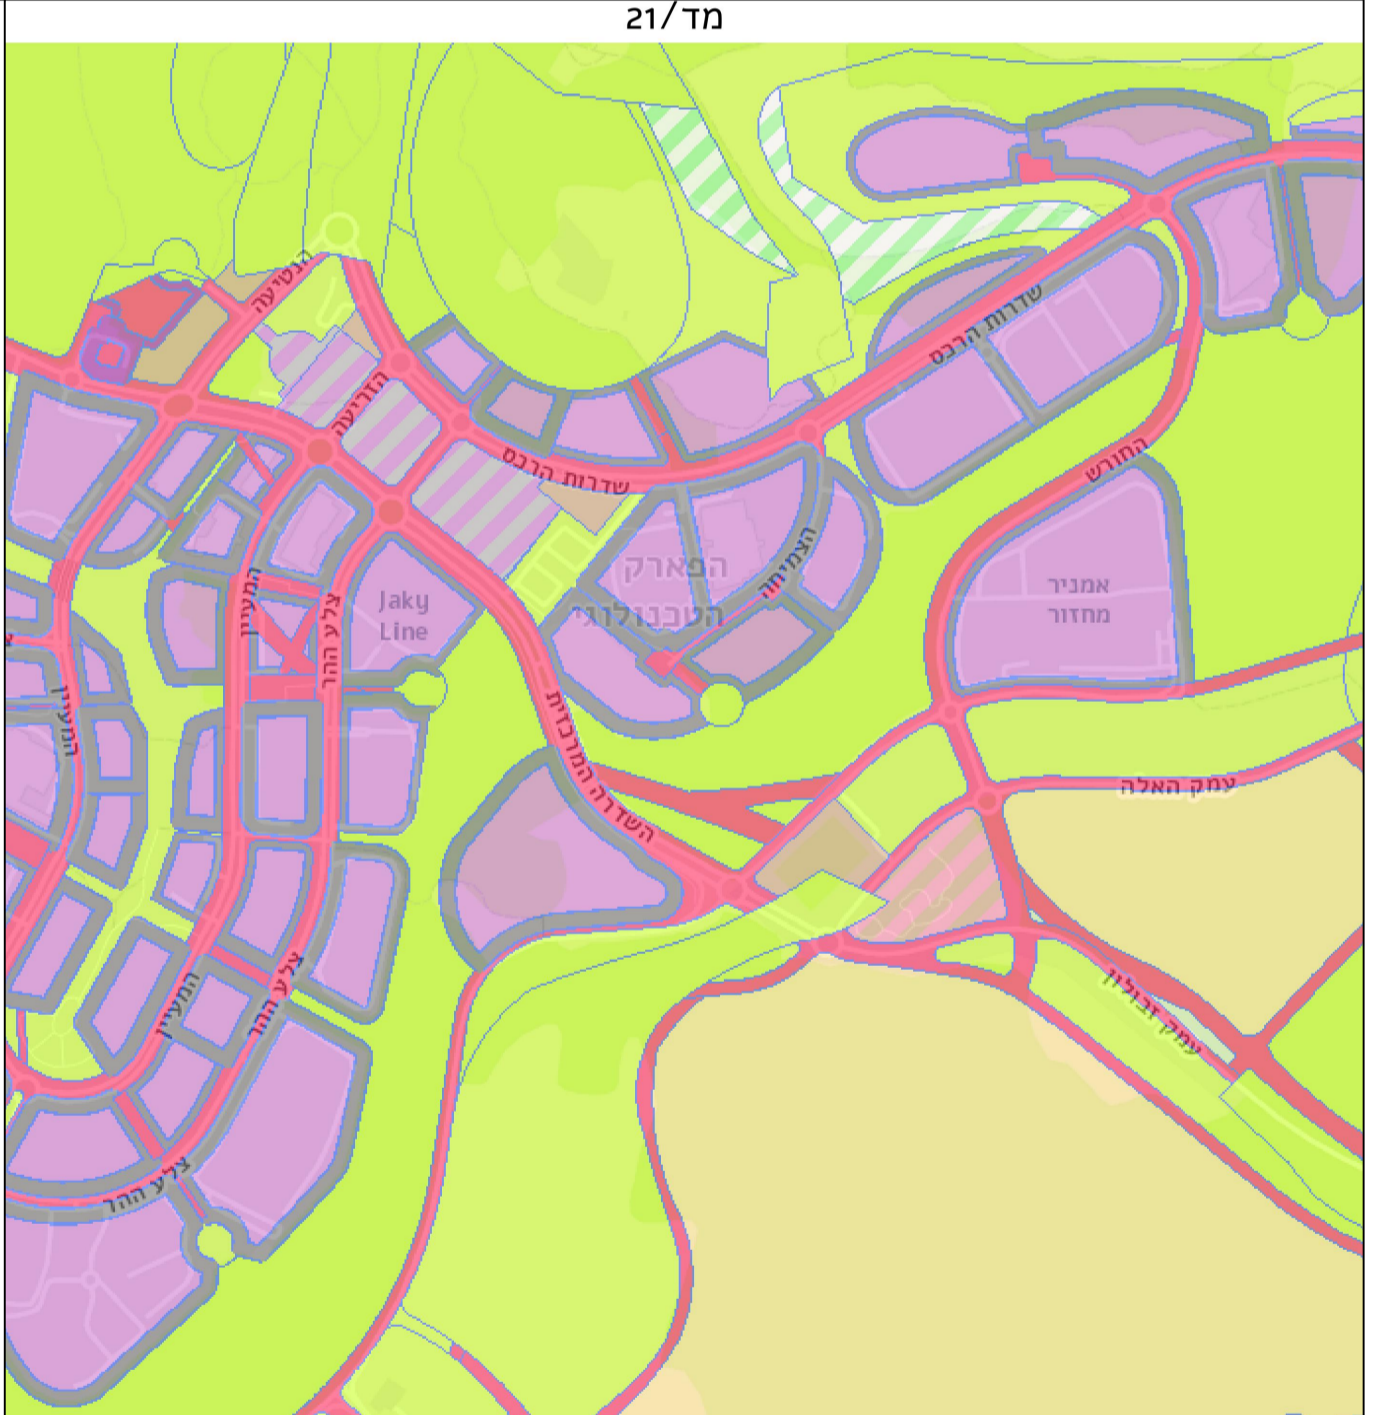 מד/21
הנטיעה
שדרות הרכס
הזריעה
החורש
שדרות הרכס
הצמיחה
הפארק
הטכנולוגי
אמניר
מחזור
Jaky
Line
המעיין
צלע ההר
המעיין
השדרה המרכזית
עמק האלה
המעיין
צלע ההר
עמק זבולון
צלע ההר